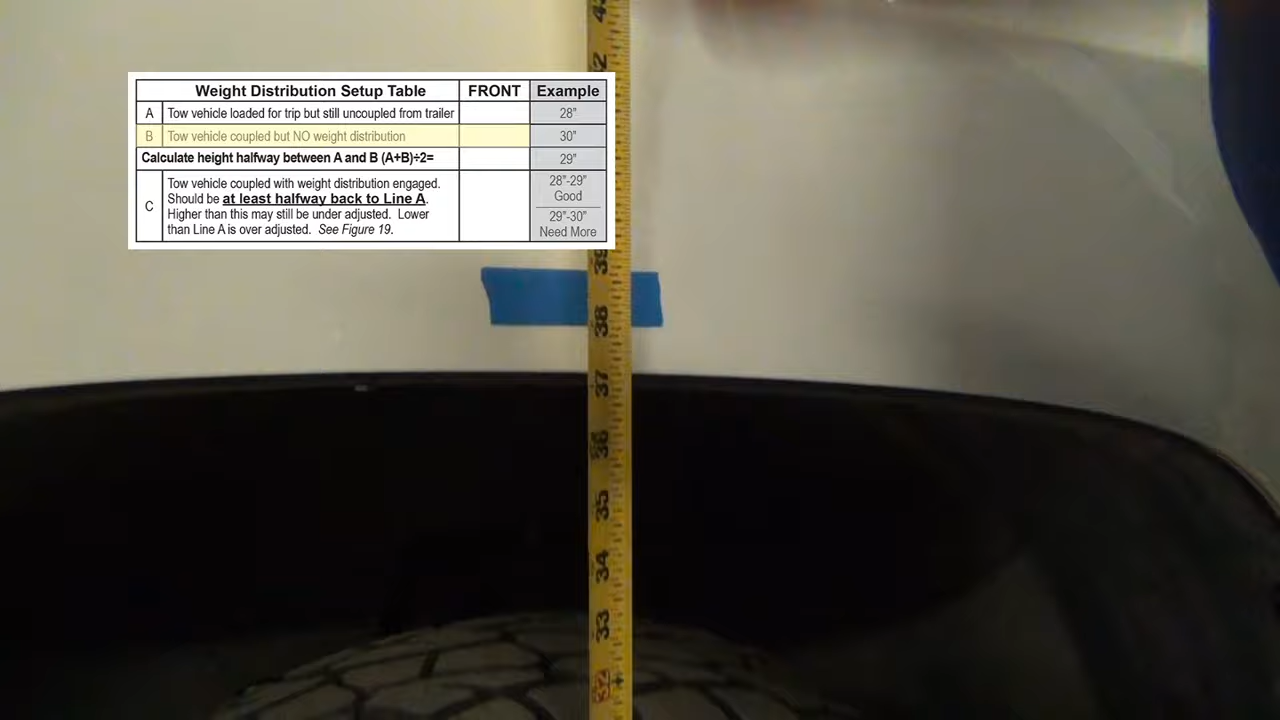 43
42
Weight Distribution Setup Table FRONT Example
A Tow vehicle loaded for trip but still uncoupled from trailer 28"
B Tow vehicle coupled but NO weight distribution 30"
Calculate height halfway between A and B (A+B)÷2= 29"
C Tow vehicle coupled with weight distribution engaged.
Should be at least halfway back to Line A.
Higher than this may still be under adjusted. Lower
than Line A is over adjusted. See Figure 19.
28"-29"
Good
29"-30"
Need More
39
38
37
36
35
34
33
32